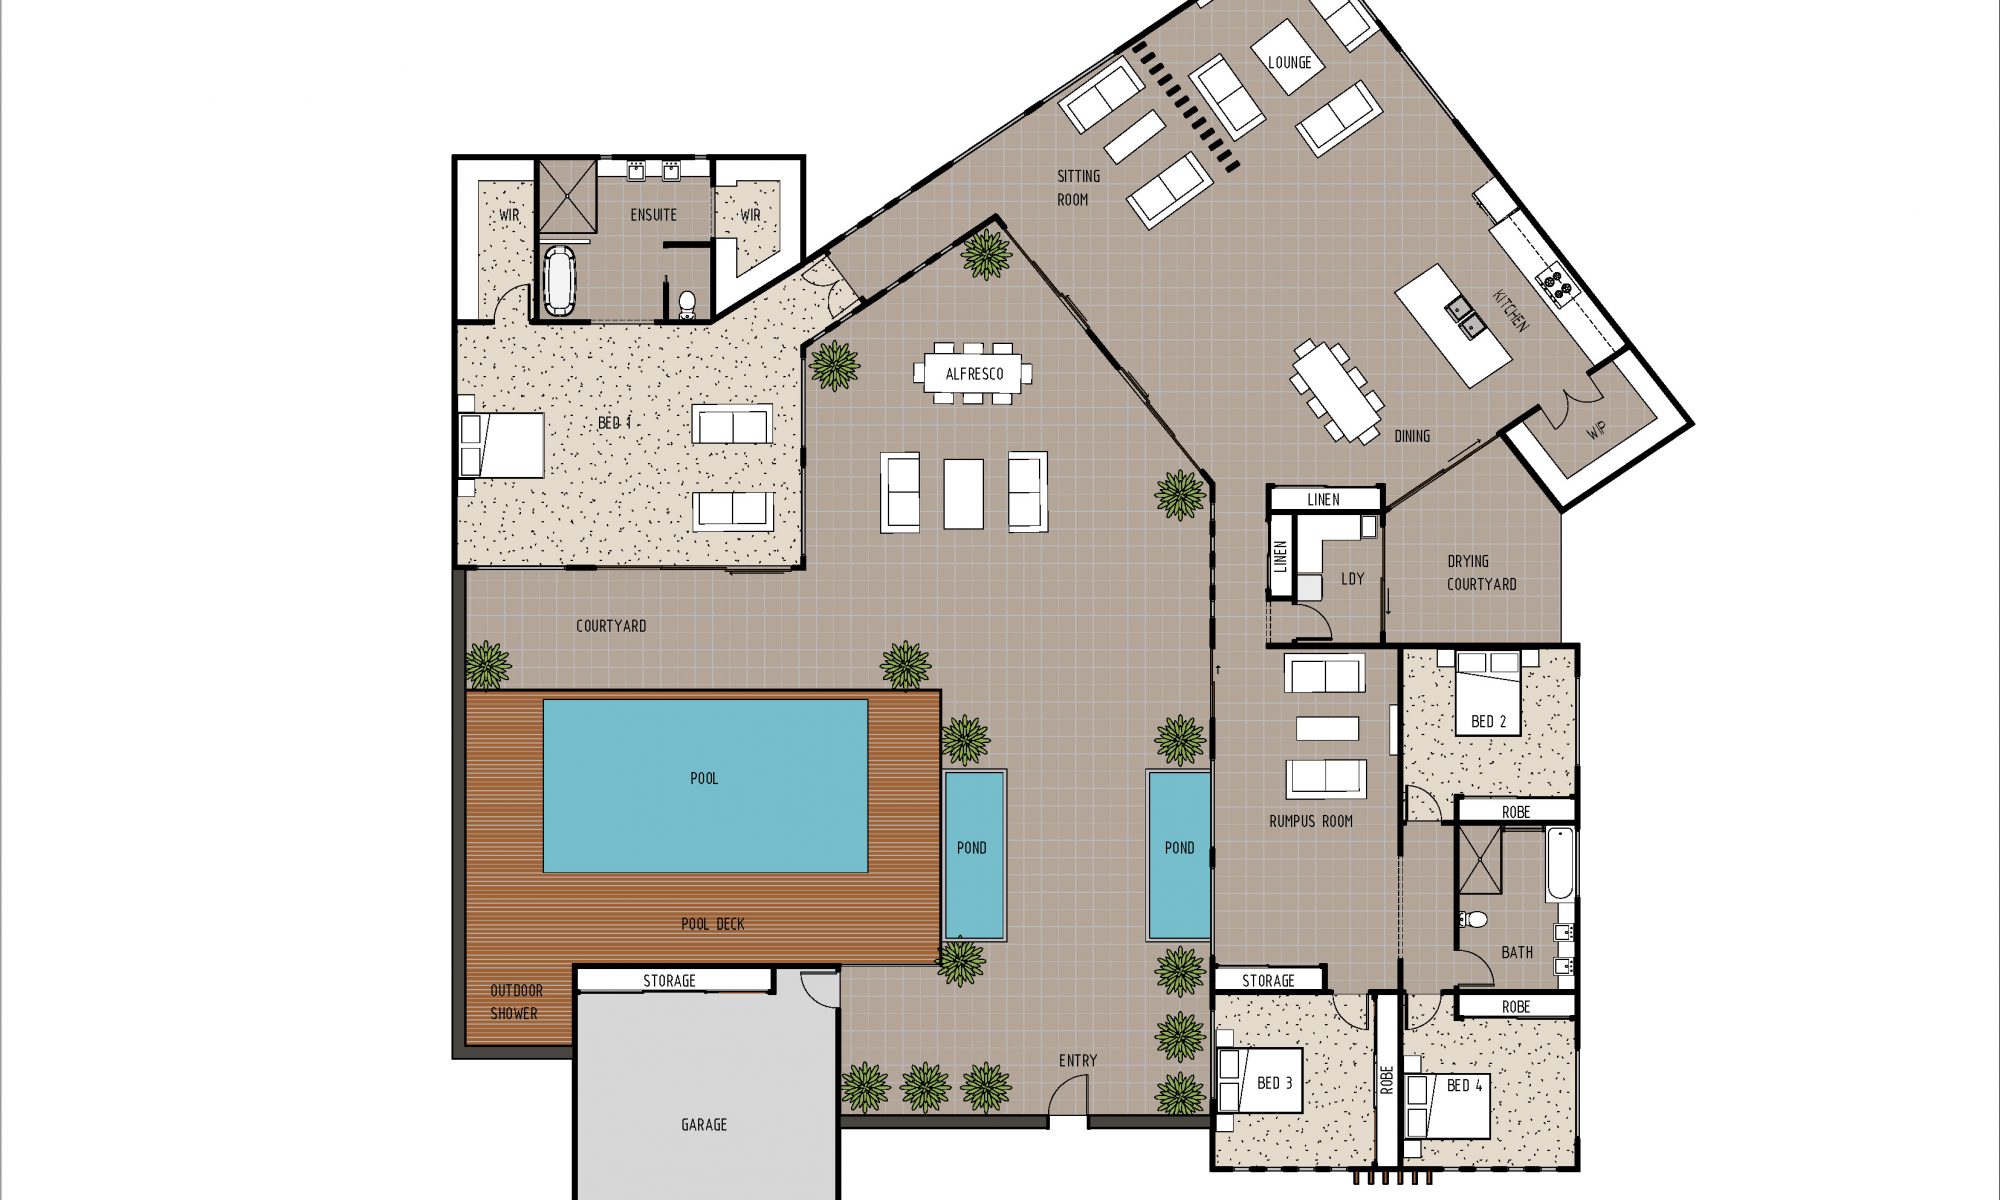 LOUNGE
SITTING
ROOM
WIR
ENSUITE
WIR
KITCHEN
ALFRESCO
BED 1
DINING
WIP
LINEN
LINEN
LDY
DRYING
COURTYARD
COURTYARD
BED 2
POOL
ROBE
RUMPUS ROOM
POND
POND
POOL DECK
BATH
STORAGE
STORAGE
OUTDOOR
SHOWER
ROBE
ENTRY
BED 3
ROBE
BED 4
GARAGE